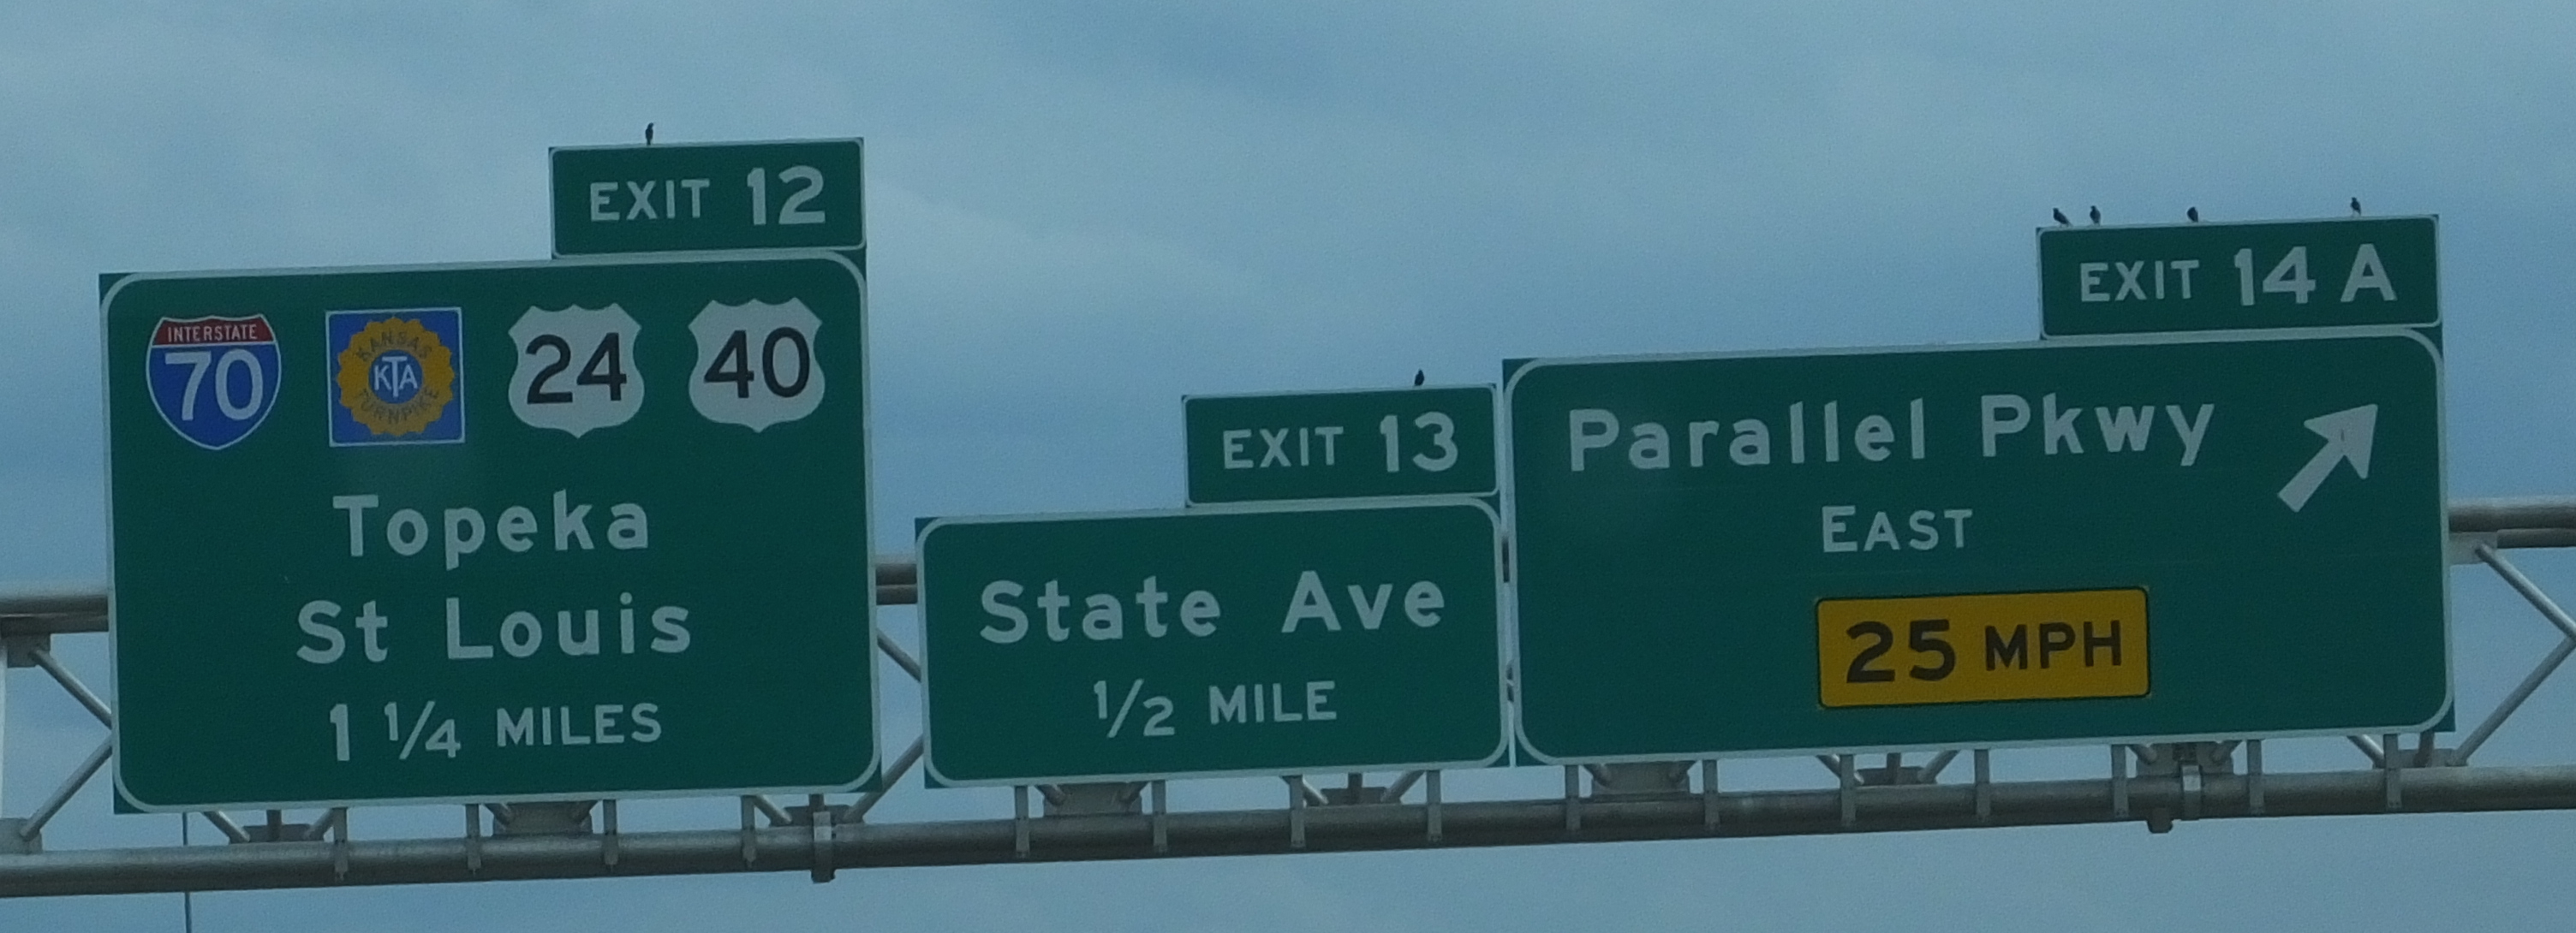 EXIT 12
INTERSTATE
70
KANSAS
KTA
TURNPIKE
24
40
Topeka
St Louis
1 1/4 MILES
EXIT 13
State Ave
1/2 MILE
EXIT 14 A
Parallel Pkwy
EAST
25 MPH